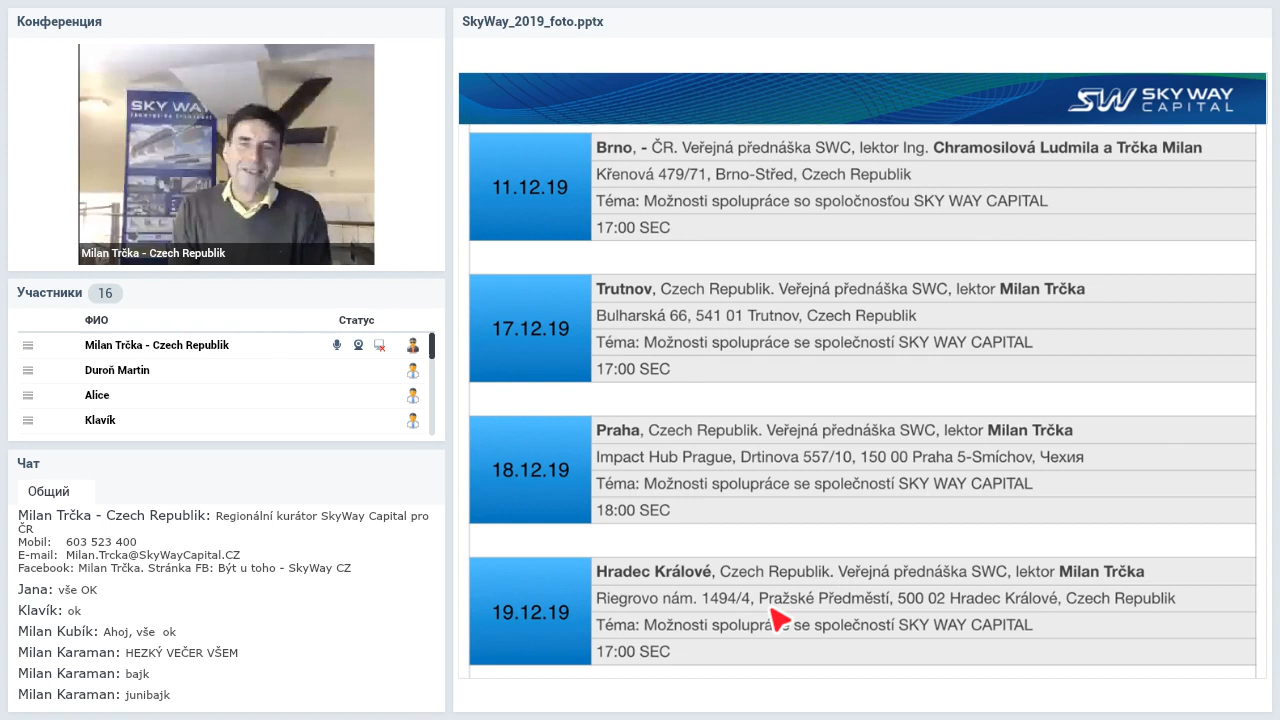 Конференция
SKY WAY
Milan Trčka - Czech Republik
Участники 16
ФИО Статус
Milan Trčka - Czech Republik
Duroň Martin
Alice
Klavík
Чат
Общий
Milan Trčka - Czech Republik: Regionální kurátor SkyWay Capital pro
ČR
Mobil: 603 523 400
E-mail: Milan.Trcka@SkyWayCapital.CZ
Facebook: Milan Trčka. Stránka FB: Být u toho - SkyWay CZ
Jana: vše OK
Klavík: ok
Milan Kubík: Ahoj, vše ok
Milan Karaman: HEZKÝ VEČER VŠEM
Milan Karaman: bajk
Milan Karaman: junibajk
SkyWay_2019_foto.pptx
SW SKY WAY
CAPITAL
11.12.19
Brno, - ČR. Veřejná přednáška SWC, lektor Ing. Chramosilová Ludmila a Trčka Milan
Křenová 479/71, Brno-Střed, Czech Republik
Téma: Možnosti spolupráce so spoločnosťou SKY WAY CAPITAL
17:00 SEC
17.12.19
Trutnov, Czech Republik. Veřejná přednáška SWC, lektor Milan Trčka
Bulharská 66, 541 01 Trutnov, Czech Republik
Téma: Možnosti spolupráce se společností SKY WAY CAPITAL
17:00 SEC
18.12.19
Praha, Czech Republik. Veřejná přednáška SWC, lektor Milan Trčka
Impact Hub Prague, Drtinova 557/10, 150 00 Praha 5-Smíchov, Чехия
Téma: Možnosti spolupráce se společností SKY WAY CAPITAL
18:00 SEC
19.12.19
Hradec Králové, Czech Republik. Veřejná přednáška SWC, lektor Milan Trčka
Riegrovo nám. 1494/4, Pražské Předměstí, 500 02 Hradec Králové, Czech Republik
Téma: Možnosti spolupráce se společností SKY WAY CAPITAL
17:00 SEC